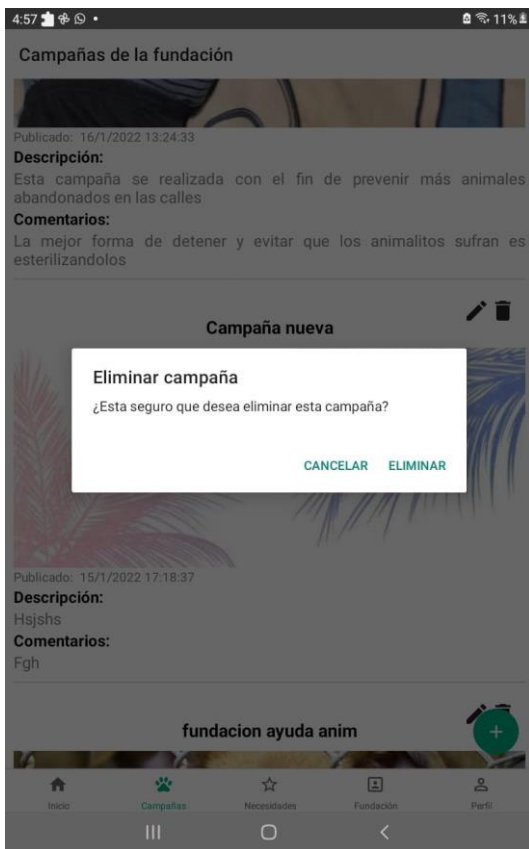 4:57
11%
Campañas de la fundación
Publicado: 16/1/2022 13:24:33
Descripción:
Esta campaña se realizada con el fin de prevenir más animales
abandonados en las calles
Comentarios:
La mejor forma de detener y evitar que los animalitos sufran es
esterilizandolos
Campaña nueva
Eliminar campaña
¿Esta seguro que desea eliminar esta campaña?
CANCELAR ELIMINAR
Publicado: 15/1/2022 17:18:37
Descripción:
Hsjshs
Comentarios:
Fgh
fundacion ayuda anim
Inicio Campañas Necesidades Fundación Perfil